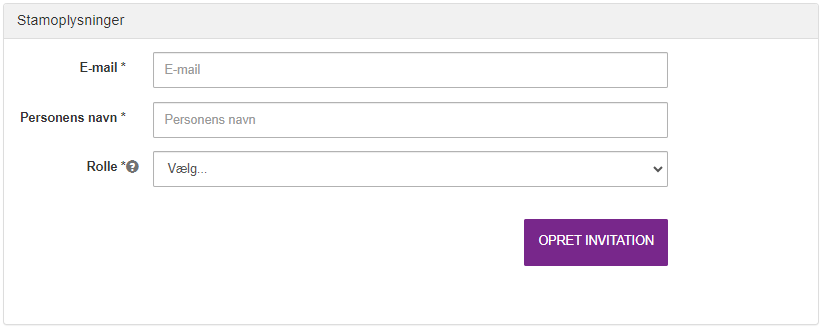 Stamoplysninger
E-mail *
E-mail
Personens navn *
Personens navn
Rolle *?
Vælg...
OPRET INVITATION